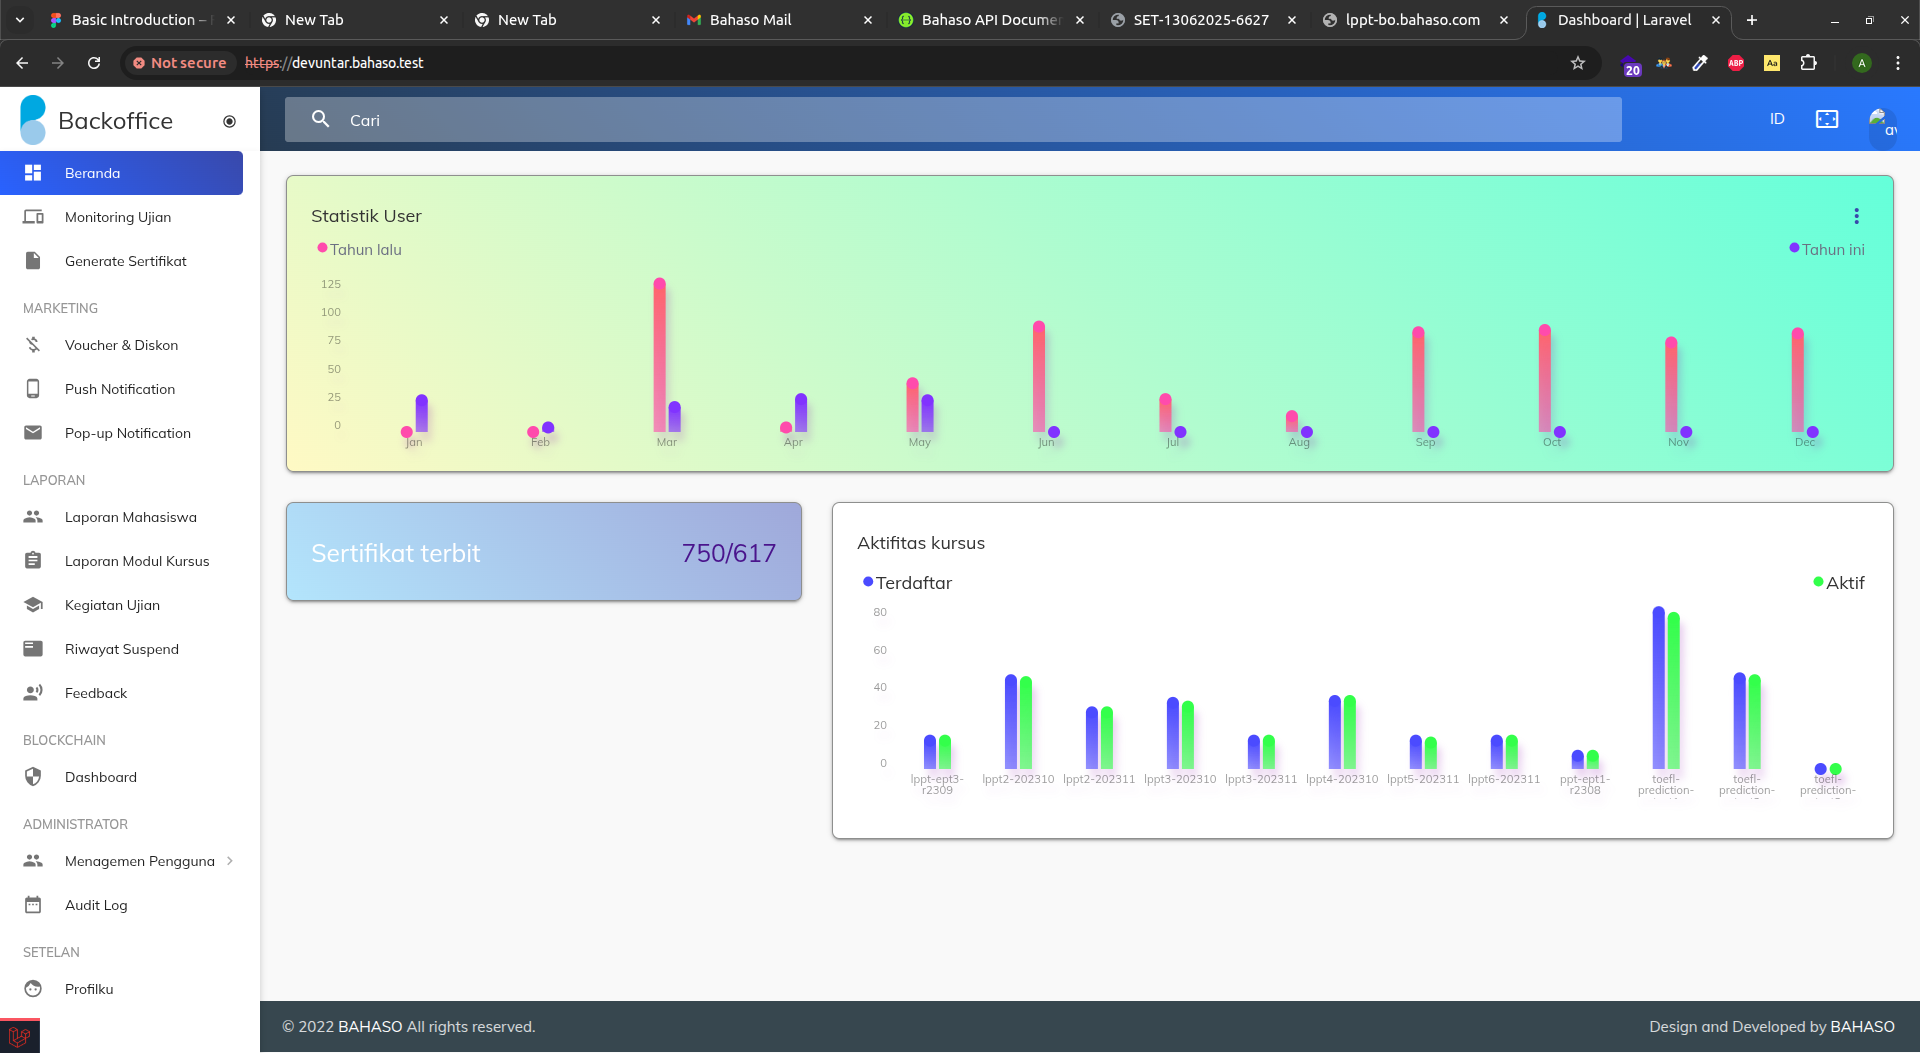 Basic Introduction –
New Tab
New Tab
Bahaso Mail
Bahaso API Documen
SET-13062025-6627
lppt-bo.bahaso.com
Dashboard | Laravel
Not secure
https://devuntar.bahaso.test
20
ABP
Aa
A
Backoffice
Cari
ID
Beranda
Monitoring Ujian
Generate Sertifikat
MARKETING
Voucher & Diskon
Push Notification
Pop-up Notification
LAPORAN
Laporan Mahasiswa
Laporan Modul Kursus
Kegiatan Ujian
Riwayat Suspend
Feedback
BLOCKCHAIN
Dashboard
ADMINISTRATOR
Menagemen Pengguna
Audit Log
SETELAN
Profilku
Statistik User
Tahun lalu
Tahun ini
125
100
75
50
25
0
Jan
Feb
Mar
Apr
May
Jun
Jul
Aug
Sep
Oct
Nov
Dec
Sertifikat terbit
750/617
Aktifitas kursus
Terdaftar
Aktif
80
60
40
20
0
lppt-ept3-
r2309
lppt2-202310
lppt2-202311
lppt3-202310
lppt3-202311
lppt4-202310
lppt5-202311
lppt6-202311
ppt-ept1-
r2308
toefl-
prediction-
toefl-
prediction-
toefl-
prediction-
© 2022 BAHASO All rights reserved.
Design and Developed by BAHASO